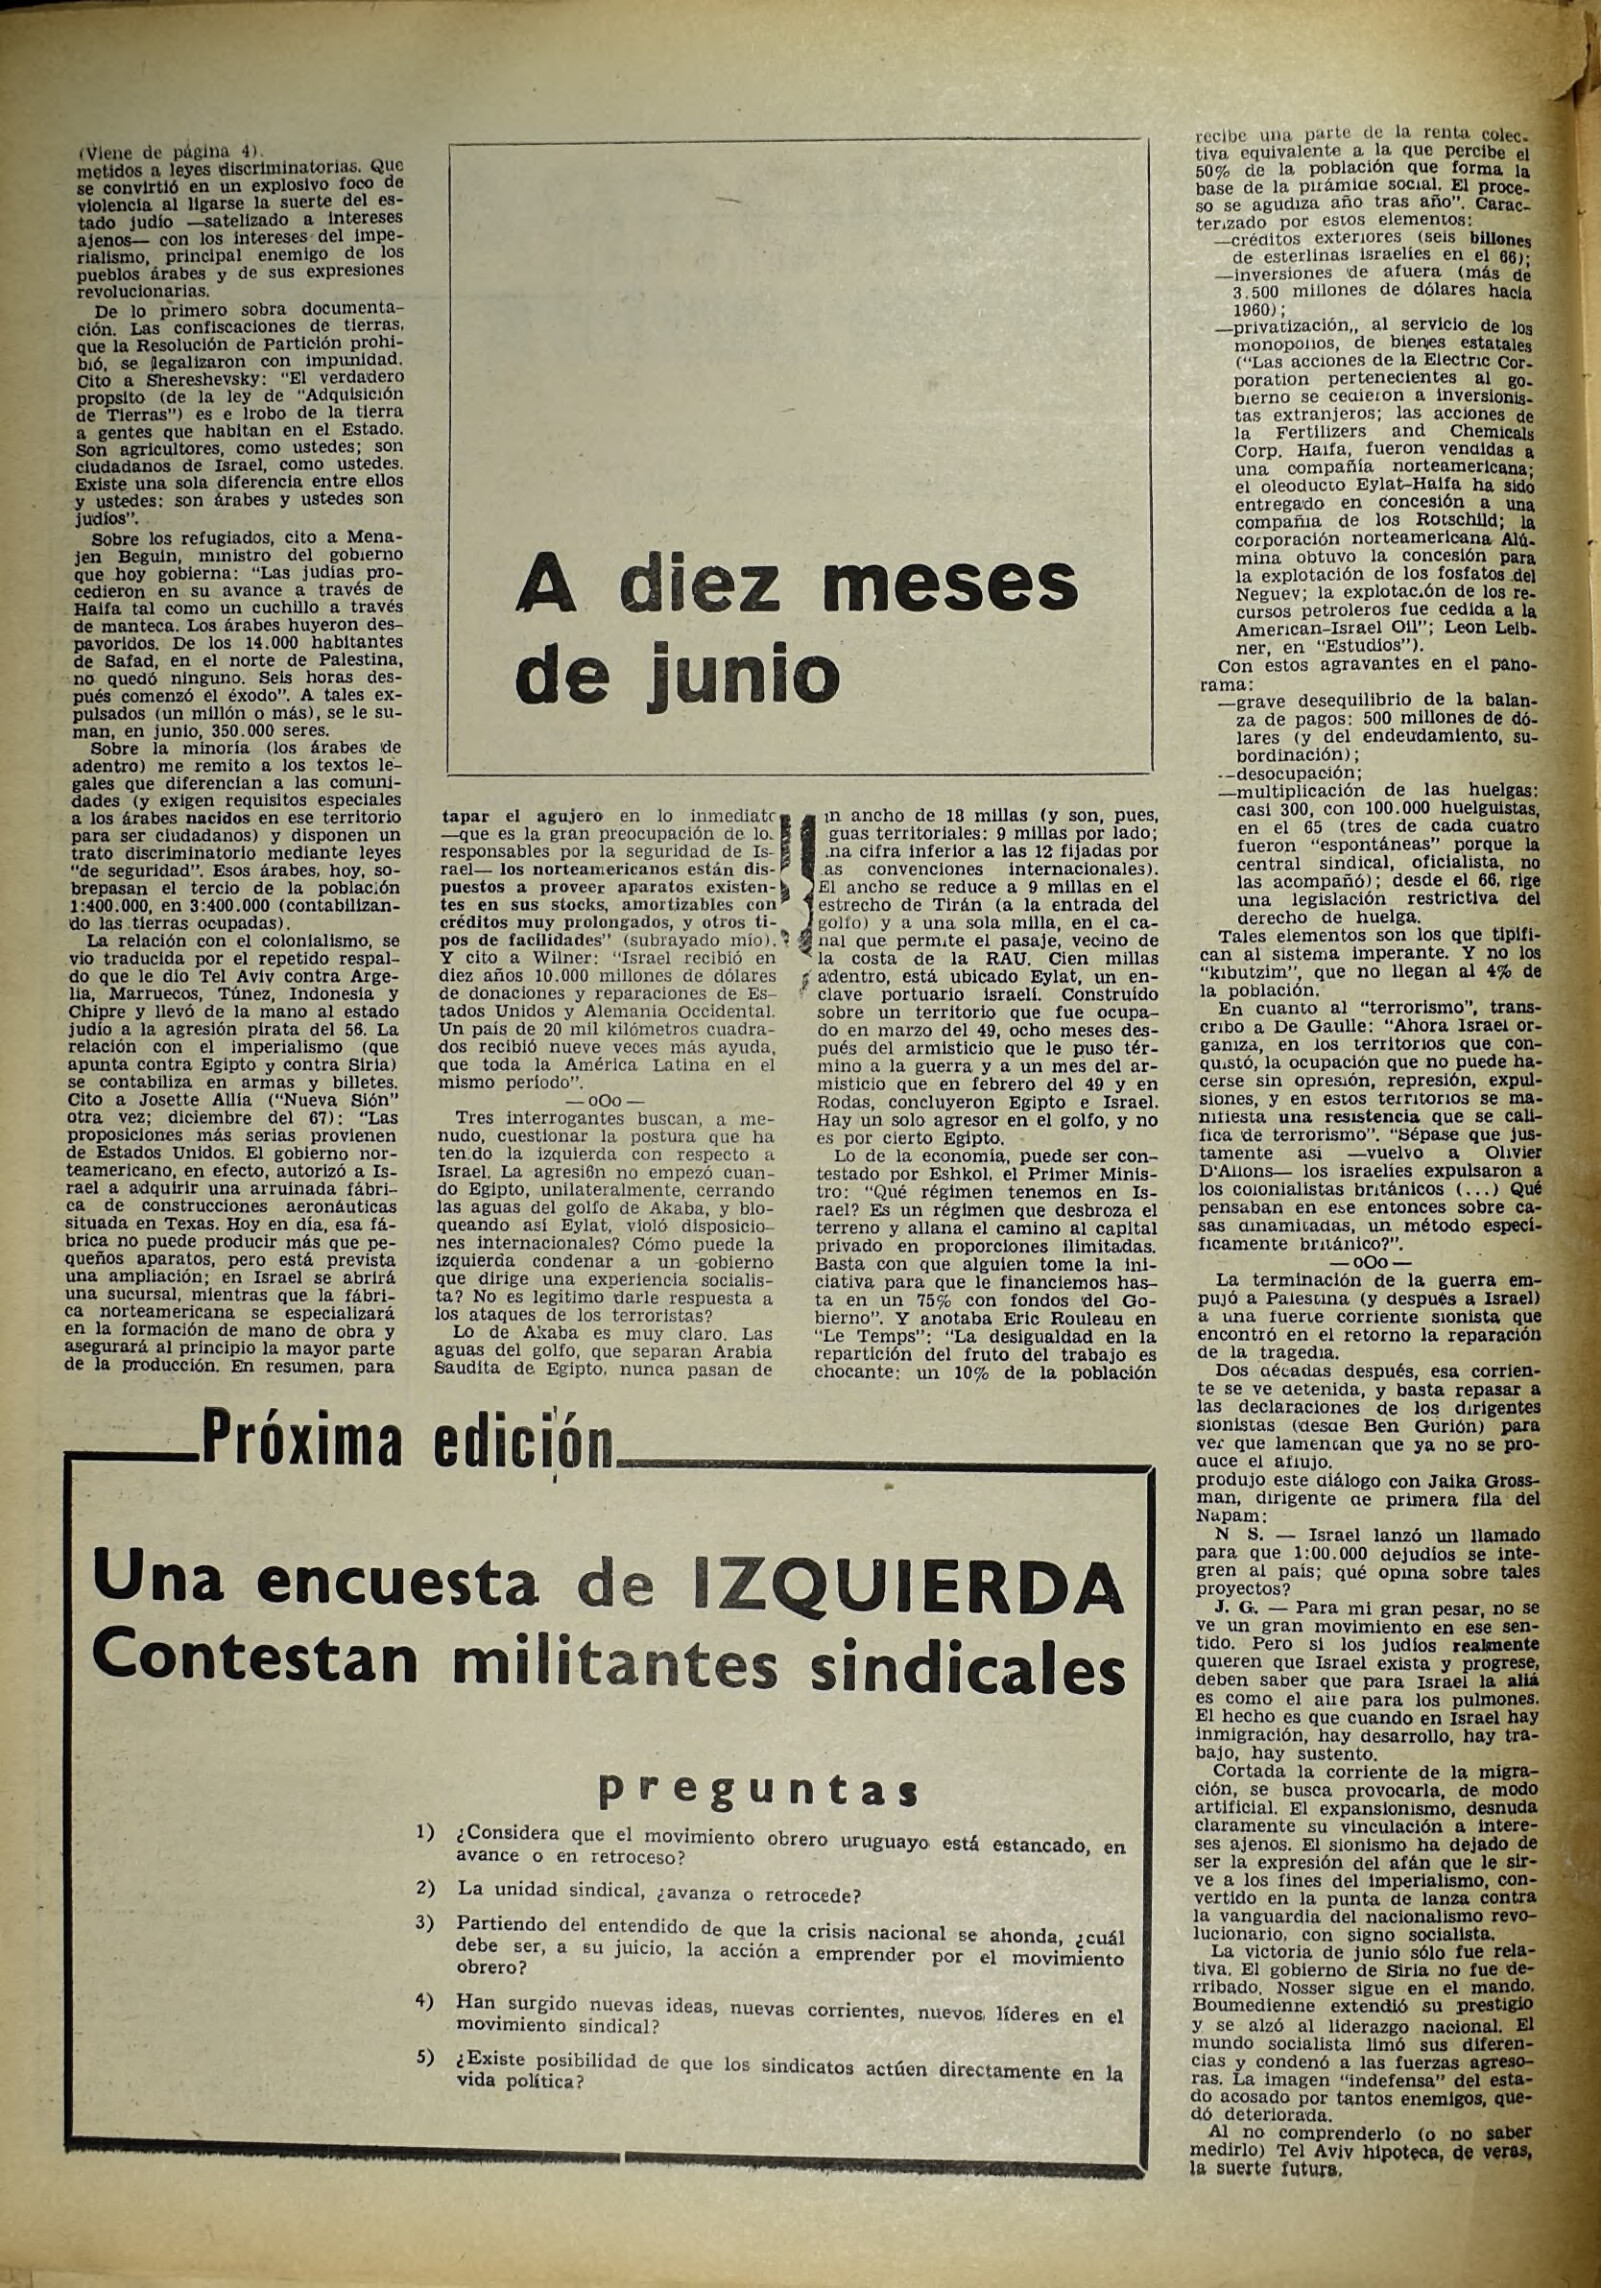 (Viene de página 4).
metidos a leyes discriminatorias. Que
se convirtió en un explosivo foco de
violencia al ligarse la suerte del es-
tado judío —satelizado a intereses
ajenos— con los intereses del impe-
rialismo, principal enemigo de los
pueblos árabes y de sus expresiones
revolucionarias.
De lo primero sobra documenta-
ción. Las confiscaciones de tierras,
que la Resolución de Partición prohi-
bió, se legalizaron con impunidad.
Cito a Shereshevsky: "El verdadero
propsito (de la ley de "Adquisición
de Tierras") es e lrobo de la tierra
a gentes que habitan en el Estado.
Son agricultores, como ustedes; son
ciudadanos de Israel, como ustedes.
Existe una sola diferencia entre ellos
y ustedes: son árabes y ustedes son
judíos".
Sobre los refugiados, cito a Mena-
jen Beguin, ministro del gobierno
que hoy gobierna: "Las judías pro-
cedieron en su avance a través de
Haifa tal como un cuchillo a través
de manteca. Los árabes huyeron des-
pavoridos. De los 14.000 habitantes
de Safad, en el norte de Palestina,
no quedó ninguno. Seis horas des-
pués comenzó el éxodo". A tales ex-
pulsados (un millón o más), se le su-
man, en junio, 350.000 seres.
Sobre la minoría (los árabes de
adentro) me remito a los textos le-
gales que diferencian a las comuni-
dades (y exigen requisitos especiales
a los árabes nacidos en ese territorio
para ser ciudadanos) y disponen un
trato discriminatorio mediante leyes
"de seguridad". Esos árabes, hoy, so-
brepasan el tercio de la población
1:400.000, en 3:400.000 (contabilizan-
do las tierras ocupadas).
La relación con el colonialismo, se
vio traducida por el repetido respal-
do que le dio Tel Aviv contra Arge-
lia, Marruecos, Túnez, Indonesia y
Chipre y llevó de la mano al estado
judío a la agresión pirata del 56. La
relación con el imperialismo (que
apunta contra Egipto y contra Siria)
se contabiliza en armas y billetes.
Cito a Josette Allia ("Nueva Sión"
otra vez; diciembre del 67): "Las
proposiciones más serias provienen
de Estados Unidos. El gobierno nor-
teamericano, en efecto, autorizó a Is-
rael a adquirir una arruinada fábri-
ca de construcciones aeronáuticas
situada en Texas. Hoy en día, esa fá-
brica no puede producir más que pe-
queños aparatos, pero está prevista
una ampliación; en Israel se abrirá
una sucursal, mientras que la fábri-
ca norteamericana se especializará
en la formación de mano de obra y
asegurará al principio la mayor parte
de la producción. En resumen, para
A diez meses
de junio
tapar el agujero en lo inmediato
—que es la gran preocupación de lo.
responsables por la seguridad de Is-
rael— los norteamericanos están dis-
puestos a proveer aparatos existen-
tes en sus stocks, amortizables con
créditos muy prolongados, y otros ti-
pos de facilidades" (subrayado mío).
Y cito a Wilner: "Israel recibió en
diez años 10.000 millones de dólares
de donaciones y reparaciones de Es-
tados Unidos y Alemania Occidental.
Un país de 20 mil kilómetros cuadra-
dos recibió nueve veces más ayuda,
que toda la América Latina en el
mismo período".
—oOo—
Tres interrogantes buscan, a me-
nudo, cuestionar la postura que ha
tenido la izquierda con respecto a
Israel. La agresi6n no empezó cuan-
do Egipto, unilateralmente, cerrando
las aguas del golfo de Akaba, y blo-
queando así Eylat, violó disposicio-
nes internacionales? Cómo puede la
izquierda condenar a un gobierno
que dirige una experiencia socialis-
ta? No es legítimo darle respuesta a
los ataques de los terroristas?
Lo de Akaba es muy claro. Las
aguas del golfo, que separan Arabia
Saudita de Egipto, nunca pasan de
un ancho de 18 millas (y son, pues,
guas territoriales: 9 millas por lado;
na cifra inferior a las 12 fijadas por
as convenciones internacionales).
El ancho se reduce a 9 millas en el
estrecho de Tirán (a la entrada del
golfo) y a una sola milla, en el ca-
nal que permite el pasaje, vecino de
la costa de la RAU. Cien millas
adentro, está ubicado Eylat, un en-
clave portuario israelí. Construido
sobre un territorio que fue ocupa-
do en marzo del 49, ocho meses des-
pués del armisticio que le puso tér-
mino a la guerra y a un mes del ar-
misticio que en febrero del 49 y en
Rodas, concluyeron Egipto e Israel.
Hay un solo agresor en el golfo, y no
es por cierto Egipto.
Lo de la economía, puede ser con-
testado por Eshkol, el Primer Minis-
tro: "Qué régimen tenemos en Is-
rael? Es un régimen que desbroza el
terreno y allana el camino al capital
privado en proporciones ilimitadas.
Basta con que alguien tome la ini-
ciativa para que le financiemos has-
ta en un 75% con fondos del Go-
bierno". Y anotaba Eric Rouleau en
"Le Temps": "La desigualdad en la
repartición del fruto del trabajo es
chocante: un 10% de la población
recibe una parte de la renta colec-
tiva equivalente a la que percibe el
50% de la población que forma la
base de la pirámide social. El proce-
so se agudiza año tras año". Carac-
terizado por estos elementos:
—créditos exteriores (seis billones
de esterlinas israelíes en el 66);
—inversiones de afuera (más de
3.500 millones de dólares hacia
1960);
—privatización,, al servicio de los
monopolios, de bienes estatales
("Las acciones de la Electric Cor-
poration pertenecientes al go-
bierno se cedieron a inversionis-
tas extranjeros; las acciones de
la Fertilizers and Chemicals
Corp. Haifa, fueron vendidas a
una compañía norteamericana;
el oleoducto Eylat-Haifa ha sido
entregado en concesión a una
compañía de los Rotschild; la
corporación norteamericana Alú-
mina obtuvo la concesión para
la explotación de los fosfatos del
Neguev; la explotación de los re-
cursos petroleros fue cedida a la
American-Israel Oil"; Leon Leib-
ner, en "Estudios").
Con estos agravantes en el pano-
rama:
—grave desequilibrio de la balan-
za de pagos: 500 millones de dó-
lares (y del endeudamiento, su-
bordinación);
--desocupación;
—multiplicación de las huelgas:
casi 300, con 100.000 huelguistas,
en el 65 (tres de cada cuatro
fueron "espontáneas" porque la
central sindical, oficialista, no
las acompañó); desde el 66, rige
una legislación restrictiva del
derecho de huelga.
Tales elementos son los que tipifi-
can al sistema imperante. Y no los
"kibutzim", que no llegan al 4% de
la población.
En cuanto al "terrorismo", trans-
cribo a De Gaulle: "Ahora Israel or-
ganiza, en los territorios que con-
quistó, la ocupación que no puede ha-
cerse sin opresión, represión, expul-
siones, y en estos territorios se ma-
nifiesta una resistencia que se cali-
fica de terrorismo". "Sépase que jus-
tamente así —vuelvo a Olivier
D'Allons— los israelíes expulsaron a
los colonialistas británicos (...) Qué
pensaban en ese entonces sobre ca-
sas dinamitadas, un método especí-
ficamente británico?".
—oOo—
La terminación de la guerra em-
pujó a Palestina (y después a Israel)
a una fuerte corriente sionista que
encontró en el retorno la reparación
de la tragedia.
Dos décadas después, esa corrien-
te se ve detenida, y basta repasar a
las declaraciones de los dirigentes
sionistas (desde Ben Gurión) para
ver que lamentan que ya no se pro-
duce el aflujo.
produjo este diálogo con Jaika Gross-
man, dirigente de primera fila del
Napam:
N S. — Israel lanzó un llamado
para que 1:00.000 dejudíos se inte-
gren al país; qué opina sobre tales
proyectos?
J. G. — Para mi gran pesar, no se
ve un gran movimiento en ese sen-
tido. Pero si los judíos realmente
quieren que Israel exista y progrese,
deben saber que para Israel la aliá
es como el aire para los pulmones.
El hecho es que cuando en Israel hay
inmigración, hay desarrollo, hay tra-
bajo, hay sustento.
Cortada la corriente de la migra-
ción, se busca provocarla, de modo
artificial. El expansionismo, desnuda
claramente su vinculación a intere-
ses ajenos. El sionismo ha dejado de
ser la expresión del afán que le sir-
ve a los fines del imperialismo, con-
vertido en la punta de lanza contra
la vanguardia del nacionalismo revo-
lucionario, con signo socialista.
La victoria de junio sólo fue rela-
tiva. El gobierno de Siria no fue de-
rribado, Nosser sigue en el mando.
Boumedienne extendió su prestigio
y se alzó al liderazgo nacional. El
mundo socialista limó sus diferen-
cias y condenó a las fuerzas agreso-
ras. La imagen "indefensa" del esta-
do acosado por tantos enemigos, que-
dó deteriorada.
Al no comprenderlo (o no saber
medirlo) Tel Aviv hipoteca, de veras,
la suerte futura.
Próxima edición
Una encuesta de IZQUIERDA
Contestan militantes sindicales
preguntas
1) ¿Considera que el movimiento obrero uruguayo está estancado, en
avance o en retroceso?
2) La unidad sindical, ¿avanza o retrocede?
3) Partiendo del entendido de que la crisis nacional se ahonda, ¿cuál
debe ser, a su juicio, la acción a emprender por el movimiento
obrero?
4) Han surgido nuevas ideas, nuevas corrientes, nuevos líderes en el
movimiento sindical?
5) ¿Existe posibilidad de que los sindicatos actúen directamente en la
vida política?